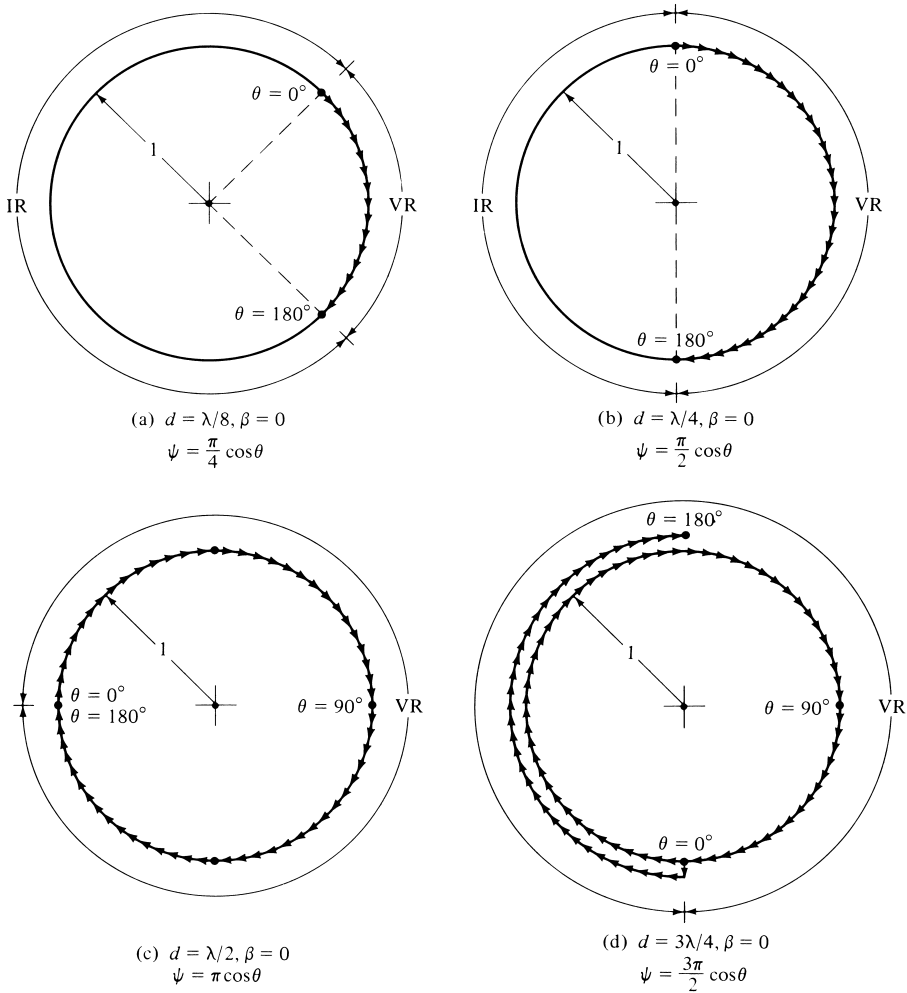 θ = 0°
1
IR
VR
θ = 180°
(a) d = λ/8, β = 0
ψ = π/4 cosθ
θ = 0°
1
IR
VR
θ = 180°
(b) d = λ/4, β = 0
ψ = π/2 cosθ
1
θ = 0°
θ = 180°
θ = 90°
VR
(c) d = λ/2, β = 0
ψ = π cosθ
θ = 180°
1
θ = 90°
VR
θ = 0°
(d) d = 3λ/4, β = 0
ψ = 3π/2 cosθ